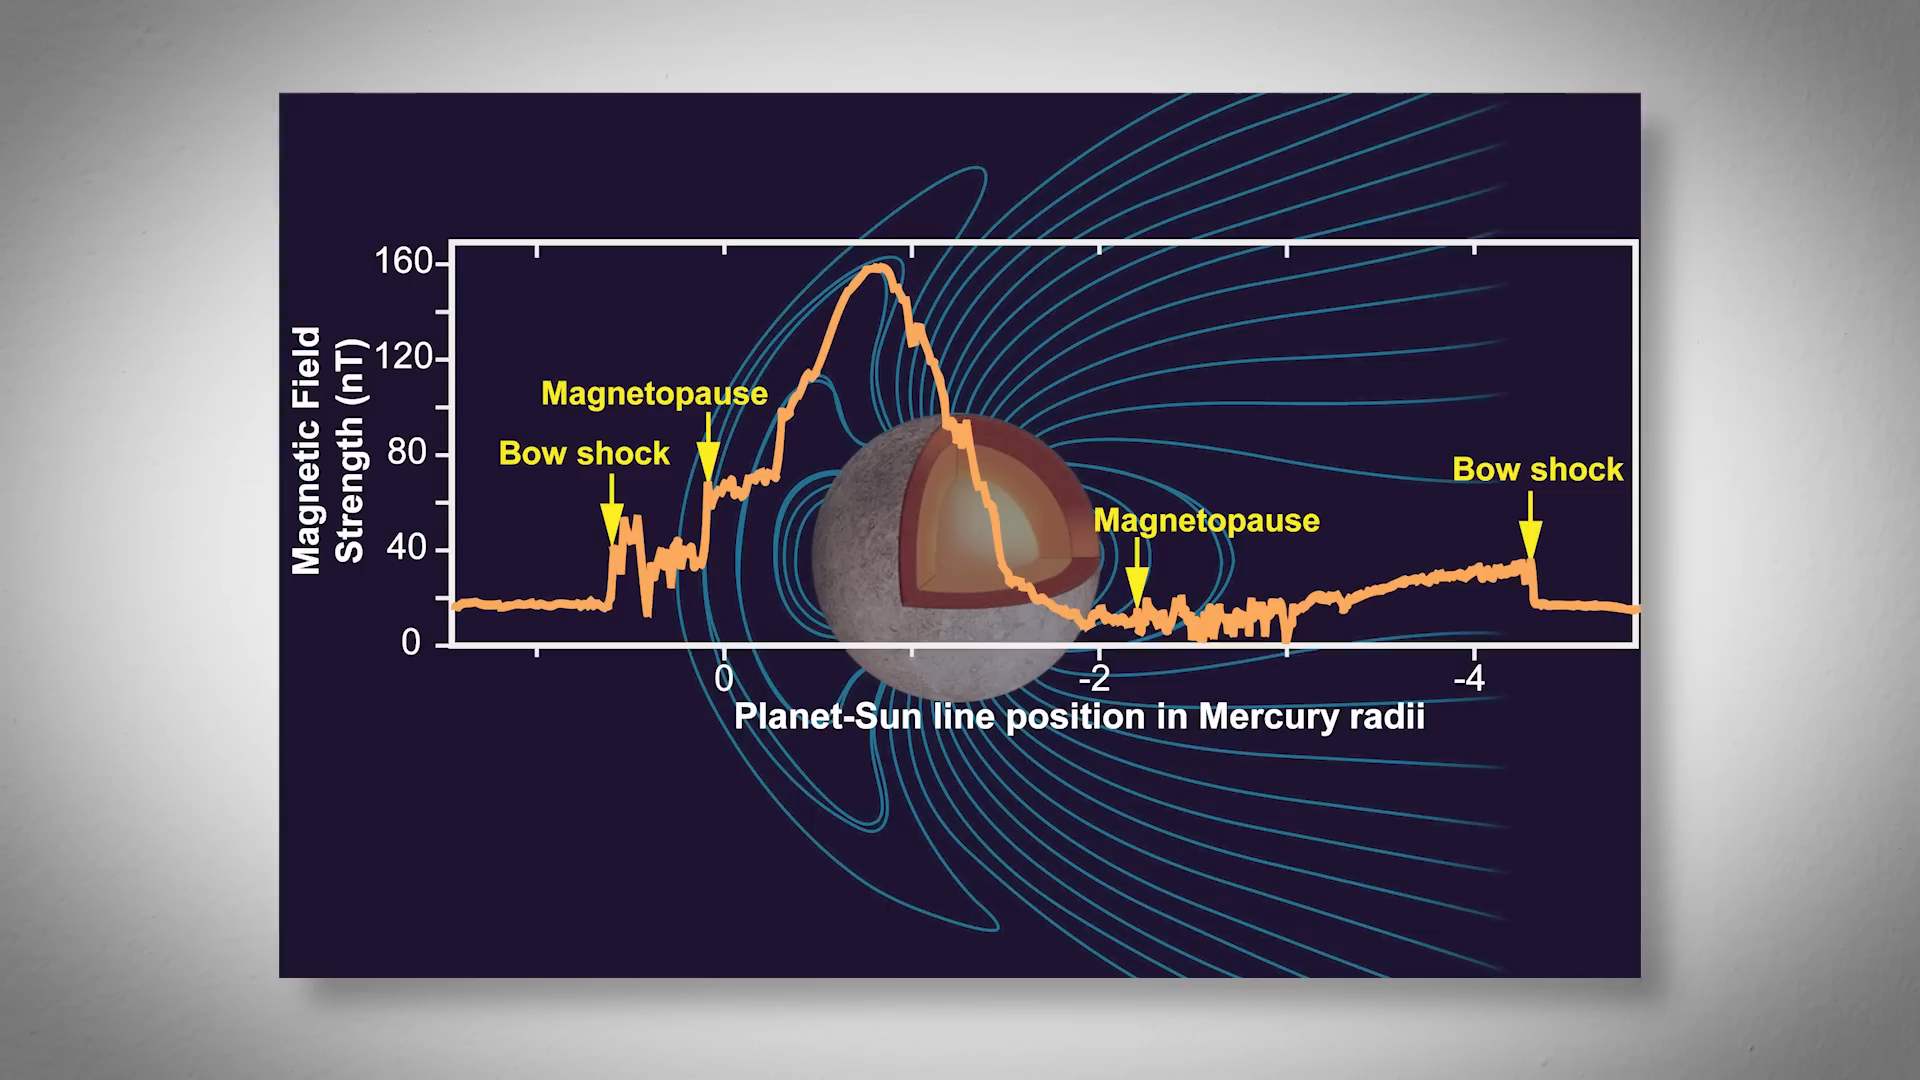 160
120
80
40
0
Magnetic Field
Strength (nT)
Magnetopause
Bow shock
Bow shock
Magnetopause
0
-2
-4
Planet-Sun line position in Mercury radii